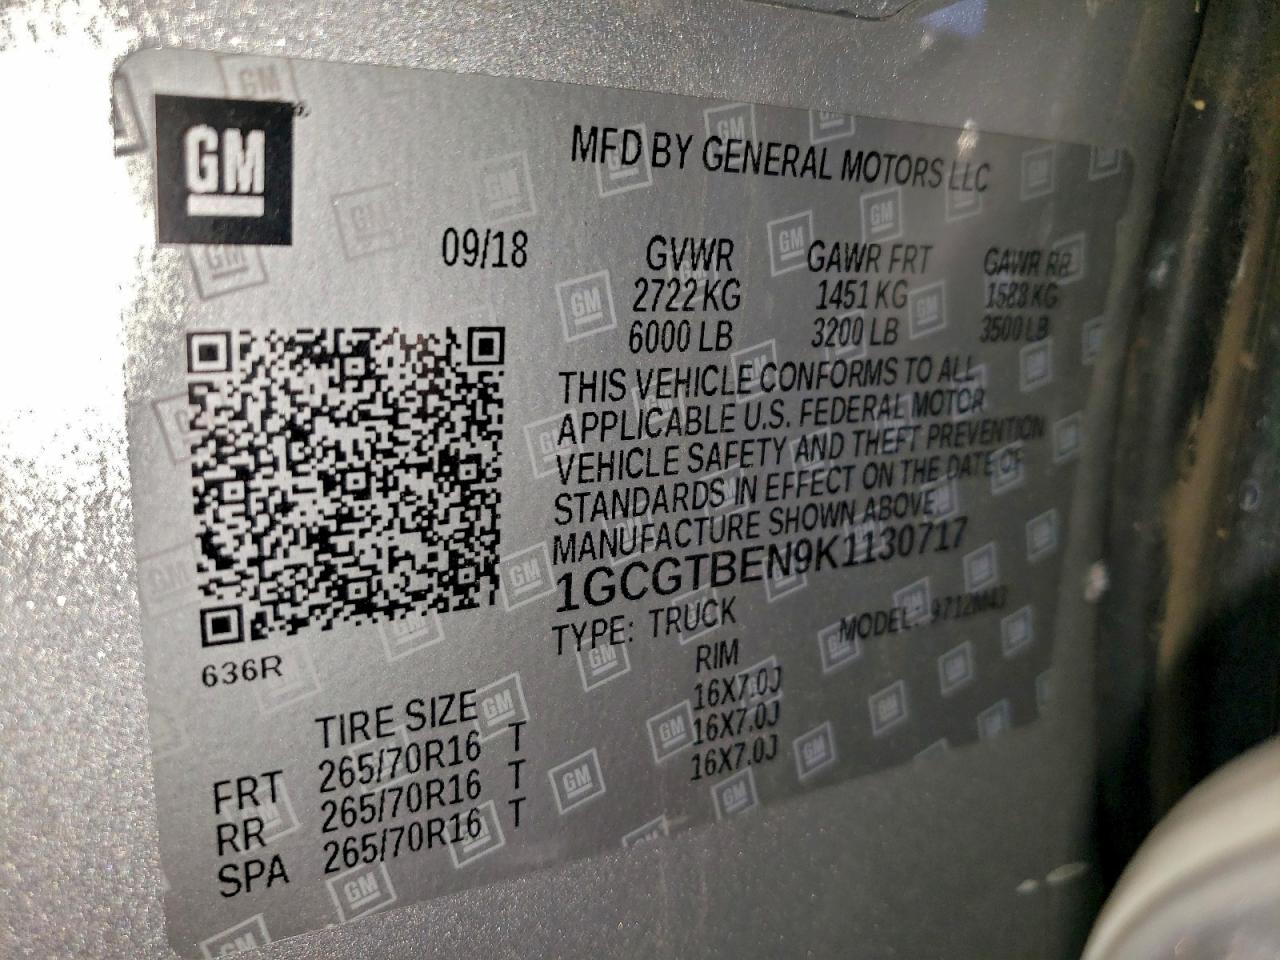 GM
MFD BY GENERAL MOTORS LLC
09/18 GVWR GAWR FRT GAWR RR
2722 KG 1451 KG 1588 KG
6000 LB 3200 LB 3500 LB
THIS VEHICLE CONFORMS TO ALL
APPLICABLE U.S. FEDERAL MOTOR
VEHICLE SAFETY AND THEFT PREVENTION
STANDARDS IN EFFECT ON THE DATE OF
MANUFACTURE SHOWN ABOVE.
1GCGTBEN9K1130717
TYPE: TRUCK MODEL: 9712M43
636R
TIRE SIZE RIM
FRT 265/70R16 T 16X7.0J
RR 265/70R16 T 16X7.0J
SPA 265/70R16 T 16X7.0J